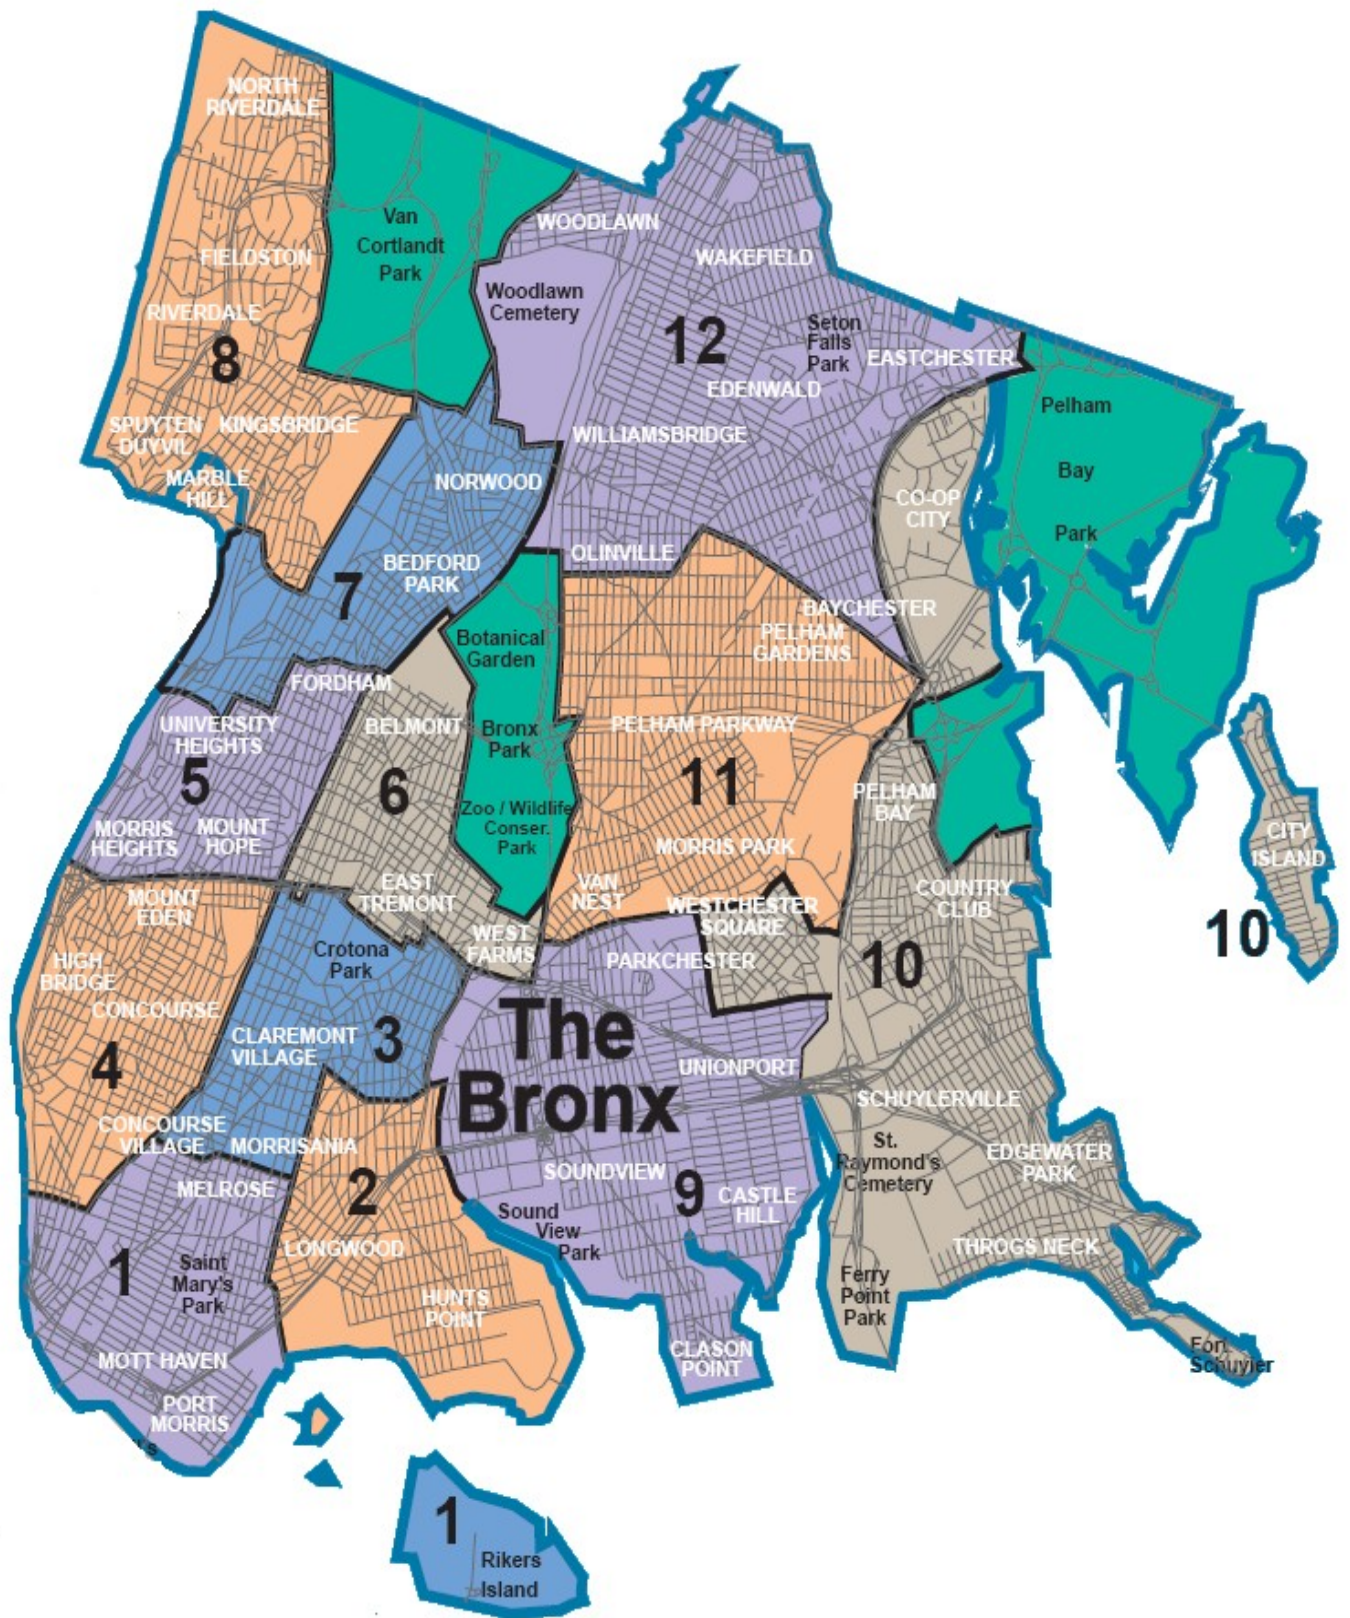 NORTH
RIVERDALE
Van
Cortlandt
Park
FIELDSTON
RIVERDALE
8
SPUYTEN
DUYVIL
KINGSBRIDGE
MARBLE
HILL
WOODLAWN
WAKEFIELD
Woodlawn
Cemetery
12
Seton
Falls
Park
EASTCHESTER
EDENWALD
WILLIAMSBRIDGE
OLINVILLE
BAYCHESTER
CO-OP
CITY
Pelham
Bay
Park
NORWOOD
BEDFORD
PARK
7
Botanical
Garden
Bronx
Park
Zoo / Wildlife
Conser.
Park
PELHAM
GARDENS
PELHAM PARKWAY
11
MORRIS PARK
VAN
NEST
WESTCHESTER
SQUARE
FORDHAM
UNIVERSITY
HEIGHTS
5
MORRIS
HEIGHTS
MOUNT
HOPE
BELMONT
6
EAST
TREMONT
WEST
FARMS
PELHAM
BAY
COUNTRY
CLUB
10
CITY
ISLAND
10
MOUNT
EDEN
HIGH
BRIDGE
CONCOURSE
4
CONCOURSE
VILLAGE
Crotona
Park
CLAREMONT
VILLAGE
3
MORRISANIA
PARKCHESTER
The
Bronx
UNIONPORT
SOUNDVIEW
9
CASTLE
HILL
Sound
View
Park
CLASON
POINT
SCHUYLERVILLE
St.
Raymond's
Cemetery
EDGEWATER
PARK
THROGS NECK
Ferry
Point
Park
Fort
Schuyler
MELROSE
1
Saint
Mary's
Park
MOTT HAVEN
PORT
MORRIS
2
LONGWOOD
HUNTS
POINT
1
Rikers
Island